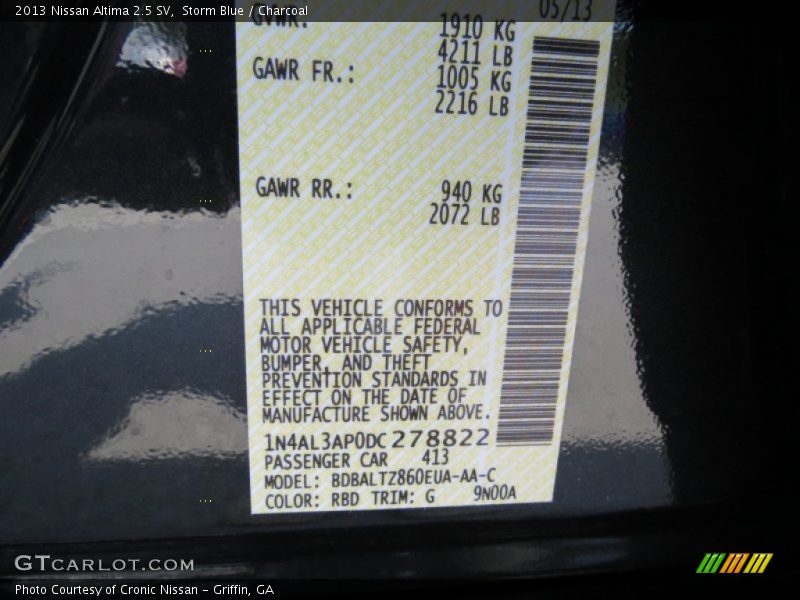 2013 Nissan Altima 2.5 SV, Storm Blue / Charcoal
05/13
GVWR: 1910 KG
4211 LB
GAWR FR.: 1005 KG
2216 LB
GAWR RR.: 940 KG
2072 LB
THIS VEHICLE CONFORMS TO
ALL APPLICABLE FEDERAL
MOTOR VEHICLE SAFETY,
BUMPER, AND THEFT
PREVENTION STANDARDS IN
EFFECT ON THE DATE OF
MANUFACTURE SHOWN ABOVE.
1N4AL3AP0DC278822
PASSENGER CAR 413
MODEL: BDBALTZ860EUA-AA-C
COLOR: RBD TRIM: G 9N00A
GTCARLOT.COM
Photo Courtesy of Cronic Nissan - Griffin, GA